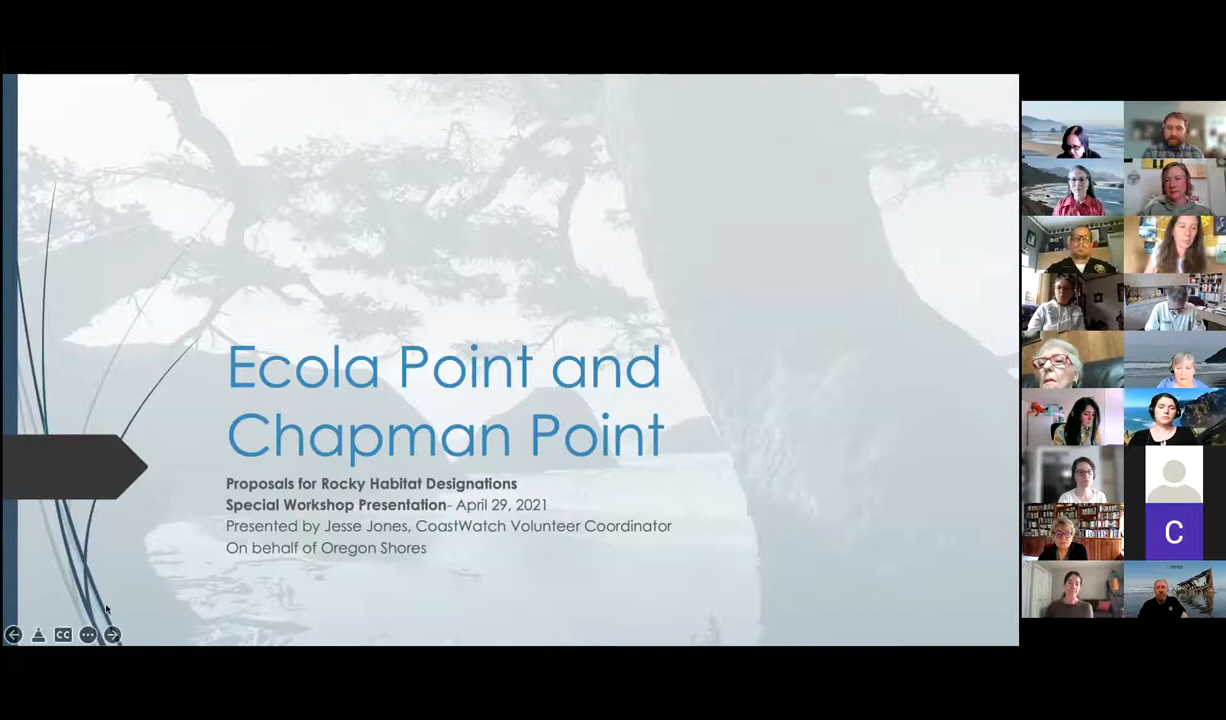 Ecola Point and
Chapman Point
Proposals for Rocky Habitat Designations
Special Workshop Presentation- April 29, 2021
Presented by Jesse Jones, CoastWatch Volunteer Coordinator
On behalf of Oregon Shores
CC
C